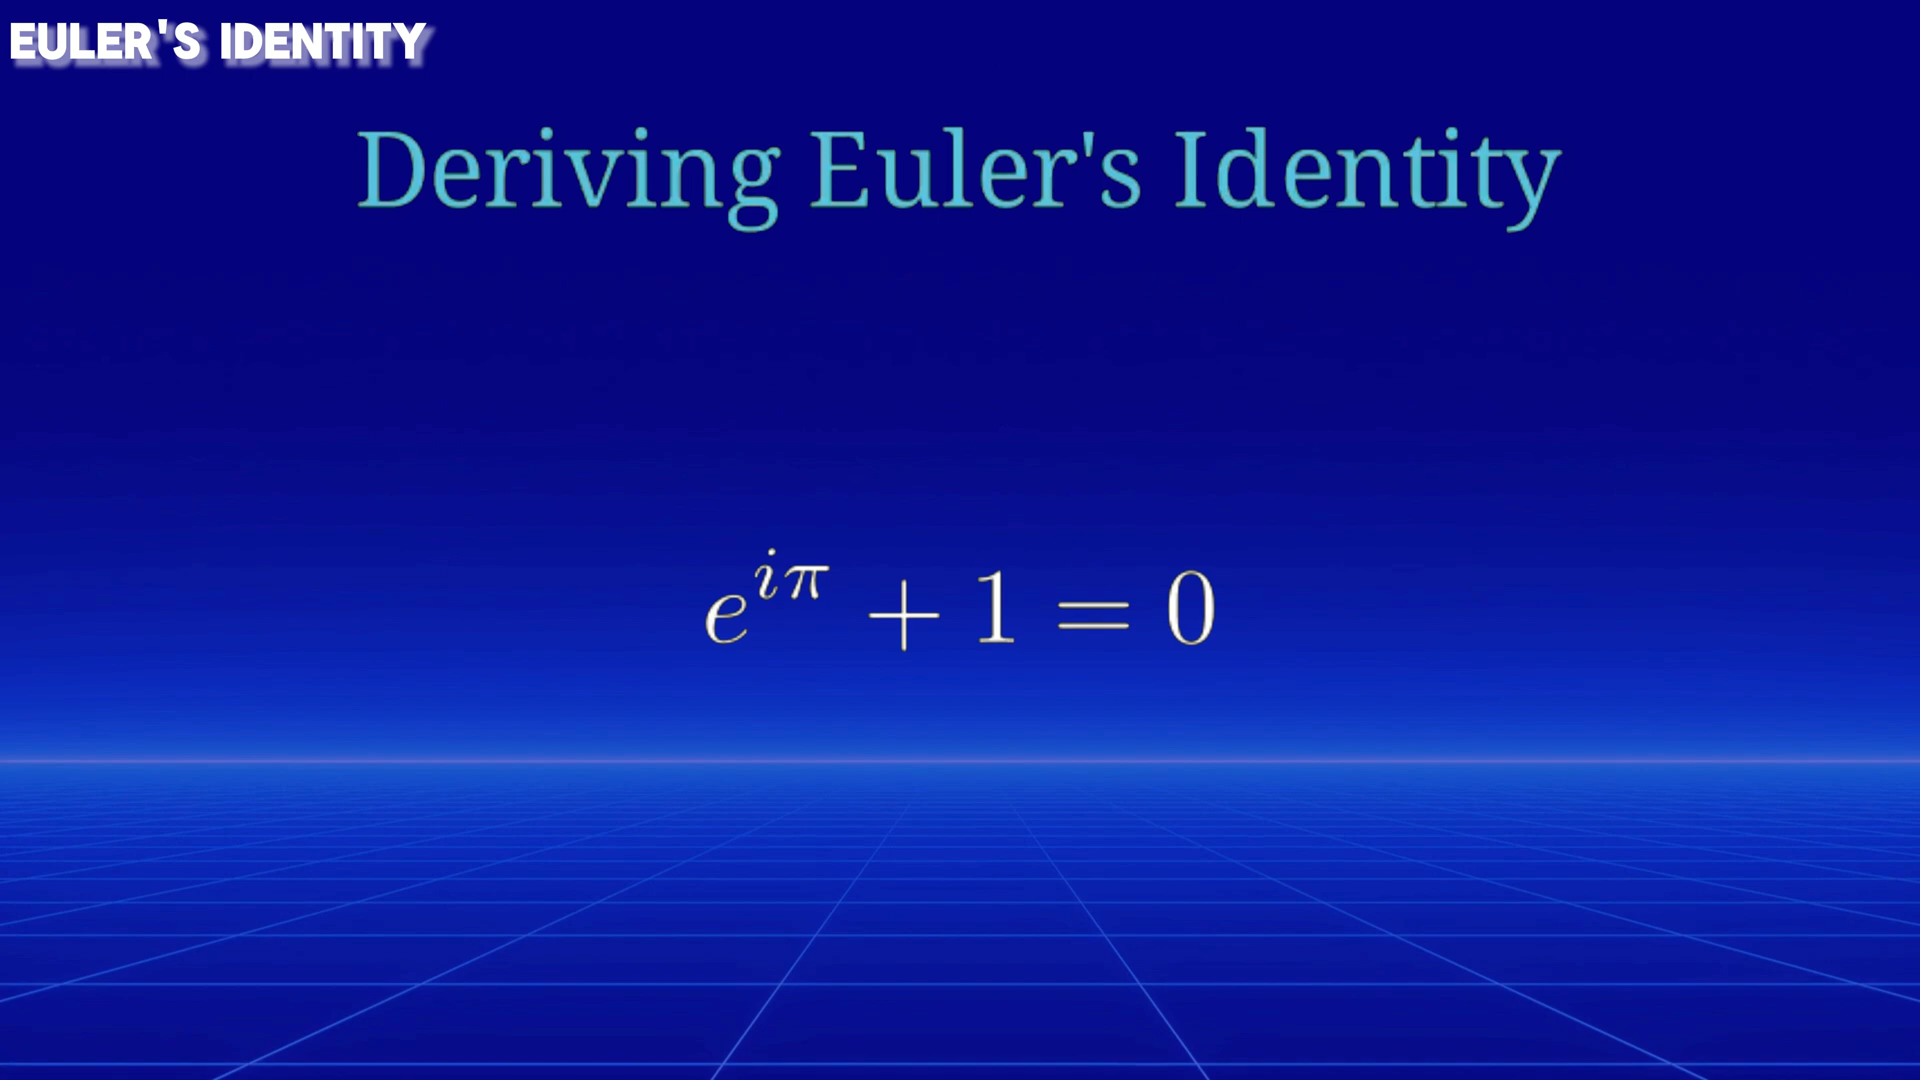 EULER'S IDENTITY
Deriving Euler's Identity
e^{iπ} + 1 = 0